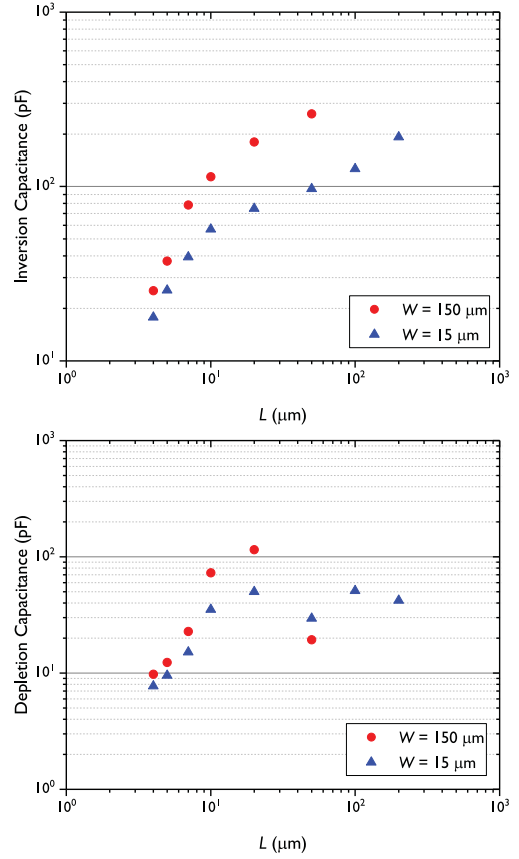 10³
10²
10¹
Inversion Capacitance (pF)
10⁰ 10¹ 10² 10³
L (μm)
W = 150 μm
W = 15 μm
10³
10²
10¹
10⁰
Depletion Capacitance (pF)
10⁰ 10¹ 10² 10³
L (μm)
W = 150 μm
W = 15 μm